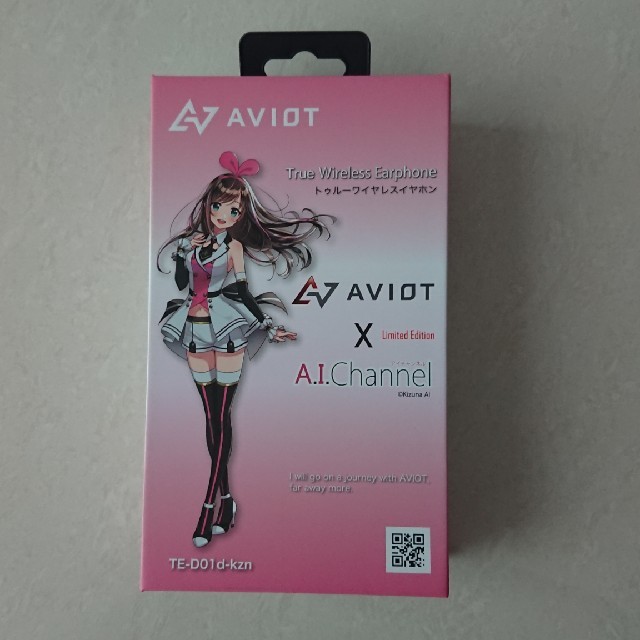 AVIOT
True Wireless Earphone
トゥルーワイヤレスイヤホン
AVIOT
X Limited Edition
A.I.Channel
©Kizuna AI
I will go on a journey with AVIOT,
far away more.
TE-D01d-kzn